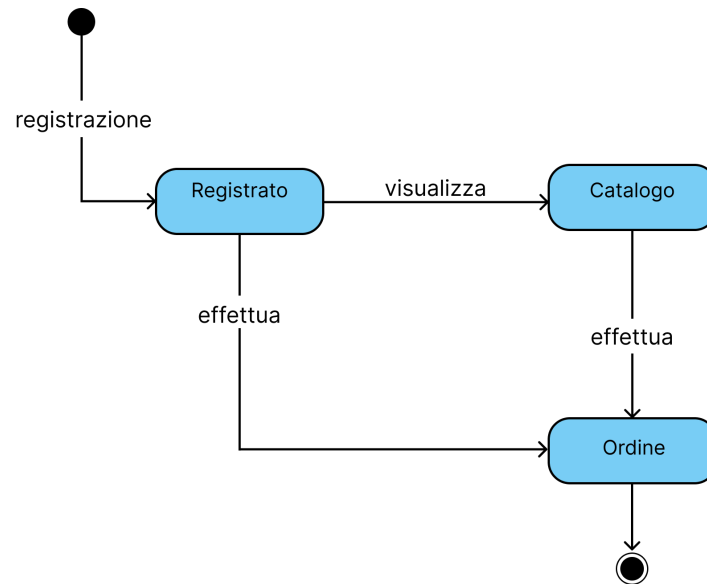 registrazione
Registrato
visualizza
Catalogo
effettua
effettua
Ordine